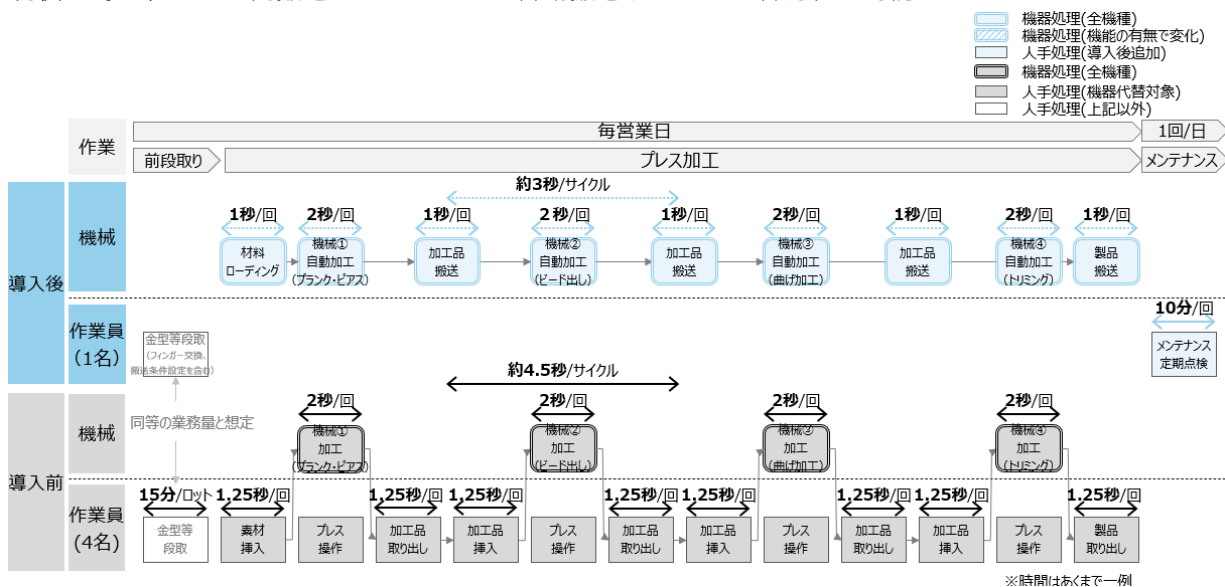 機器処理(全機種)
機器処理(機能の有無で変化)
人手処理(導入後追加)
機器処理(全機種)
人手処理(機器代替対象)
人手処理(上記以外)
作業
毎営業日
1回/日
前段取り
プレス加工
メンテナンス
導入後
機械
約3秒/サイクル
1秒/回
2秒/回
1秒/回
2秒/回
1秒/回
2秒/回
1秒/回
2秒/回
1秒/回
材料
ローディング
機械①
自動加工
(ブランク・ピアス)
加工品
搬送
機械②
自動加工
(ビード出し)
加工品
搬送
機械③
自動加工
(曲げ加工)
加工品
搬送
機械④
自動加工
(トリミング)
製品
搬送
作業員
(1名)
金型等段取
(フィンガー交換、
搬送条件設定を含む)
10分/回
メンテナンス
定期点検
同等の業務量と想定
導入前
機械
約4.5秒/サイクル
2秒/回
2秒/回
2秒/回
2秒/回
機械①
加工
(ブランク・ピアス)
機械②
加工
(ビード出し)
機械③
加工
(曲げ加工)
機械④
加工
(トリミング)
作業員
(4名)
15分/ロット
1,25秒/回
1,25秒/回
1,25秒/回
1,25秒/回
1,25秒/回
1,25秒/回
1,25秒/回
1,25秒/回
金型等
段取
素材
挿入
プレス
操作
加工品
取り出し
加工品
挿入
プレス
操作
加工品
取り出し
加工品
挿入
プレス
操作
加工品
取り出し
加工品
挿入
プレス
操作
製品
取り出し
※時間はあくまで一例